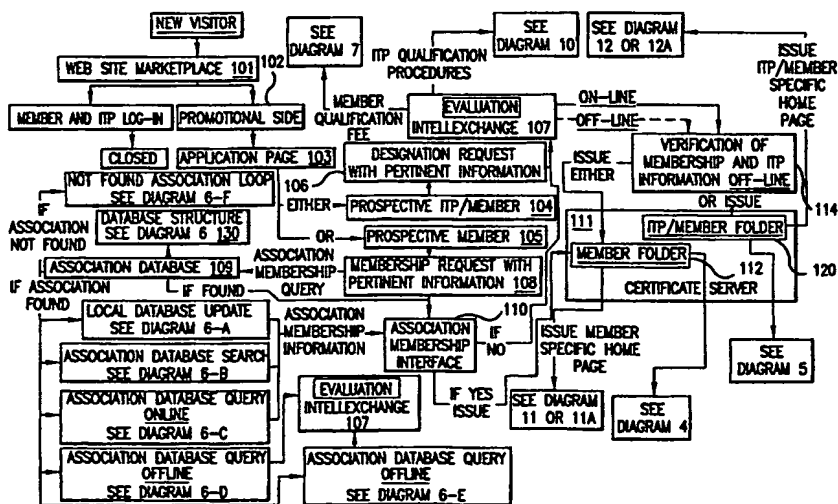 NEW VISITOR
WEB SITE MARKETPLACE 101
102
MEMBER AND ITP LOG-IN
PROMOTIONAL SIDE
CLOSED
APPLICATION PAGE 103
NOT FOUND ASSOCIATION LOOP
SEE DIAGRAM 6-F
IF
ASSOCIATION
NOT FOUND
DATABASE STRUCTURE
SEE DIAGRAM 6 130
ASSOCIATION DATABASE 109
IF ASSOCIATION
FOUND
IF FOUND
ASSOCIATION
MEMBERSHIP
QUERY
LOCAL DATABASE UPDATE
SEE DIAGRAM 6-A
ASSOCIATION DATABASE SEARCH
SEE DIAGRAM 6-B
ASSOCIATION DATABASE QUERY
ONLINE
SEE DIAGRAM 6-C
ASSOCIATION DATABASE QUERY
OFFLINE
SEE DIAGRAM 6-D
ASSOCIATION
MEMBERSHIP
INFORMATION
EVALUATION
INTELLEXCHANGE
107
ASSOCIATION DATABASE QUERY
OFFLINE
SEE DIAGRAM 6-E
SEE
DIAGRAM 7
ITP QUALIFICATION
PROCEDURES
SEE
DIAGRAM 10
SEE
DIAGRAM
12 OR 12A
ISSUE
ITP/MEMBER
SPECIFIC
HOME
PAGE
MEMBER
QUALIFICATION
FEE
EVALUATION
INTELLEXCHANGE 107
ON-LINE
OFF-LINE
106
DESIGNATION REQUEST
WITH PERTINENT INFORMATION
EITHER
PROSPECTIVE ITP/MEMBER 104
OR
PROSPECTIVE MEMBER 105
MEMBERSHIP REQUEST WITH
PERTINENT INFORMATION 108
110
ASSOCIATION
MEMBERSHIP
INTERFACE
IF
NO
IF YES
ISSUE
ISSUE
EITHER
VERIFICATION OF
MEMBERSHIP AND ITP
INFORMATION OFF-LINE
114
OR ISSUE
111
ITP/MEMBER FOLDER
120
MEMBER FOLDER
112
CERTIFICATE SERVER
ISSUE MEMBER
SPECIFIC HOME
PAGE
SEE DIAGRAM
11 OR 11A
SEE
DIAGRAM 4
SEE
DIAGRAM 5